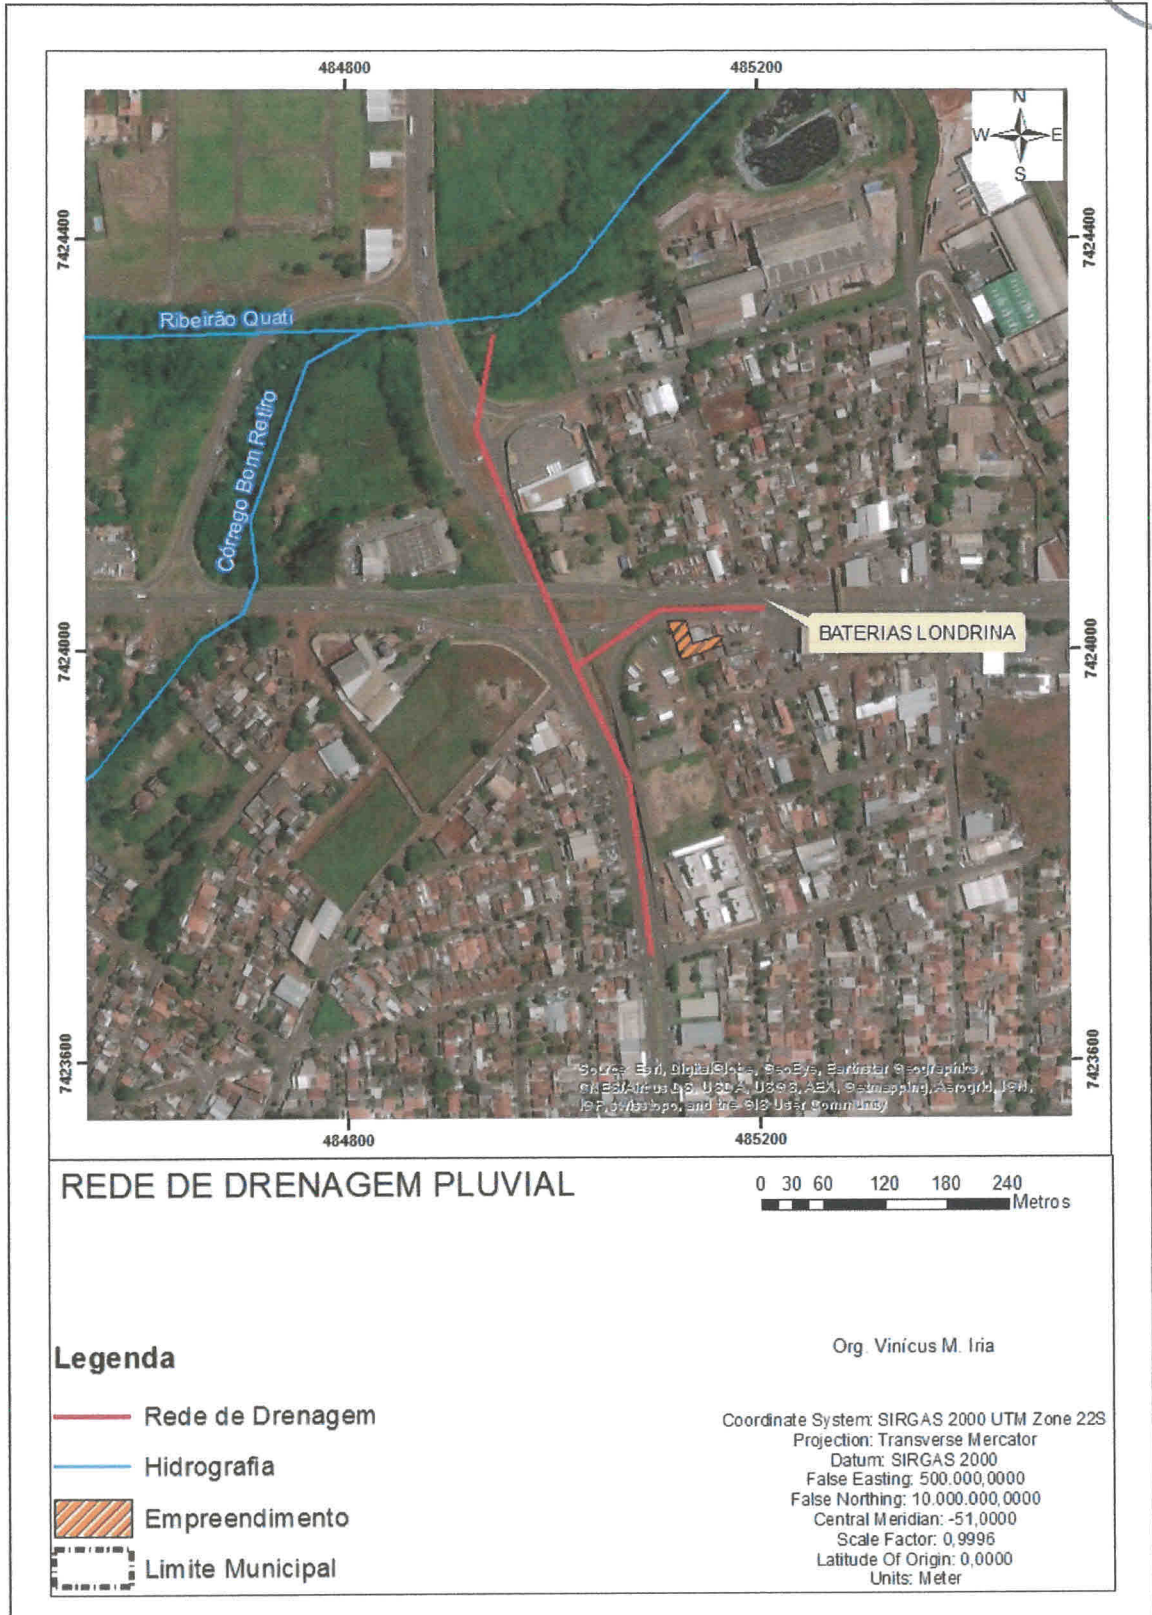 484800
485200
N
W E
S
7424400
7424400
Ribeirão Quati
Córrego Bom Retiro
7424000
BATERIAS LONDRINA
7424000
7423600
7423600
Source: Esri, DigitalGlobe, GeoEye, Earthstar Geographics,
CNES/Airbus DS, USDA, USGS, AEX, Getmapping, Aerogrid, IGN,
IGP, swisstopo, and the GIS User Community
484800
485200
REDE DE DRENAGEM PLUVIAL
0 30 60 120 180 240
Metros
Org. Vinícus M. Iria
Legenda
Rede de Drenagem
Hidrografia
Empreendimento
Limite Municipal
Coordinate System: SIRGAS 2000 UTM Zone 22S
Projection: Transverse Mercator
Datum: SIRGAS 2000
False Easting: 500.000,0000
False Northing: 10.000.000,0000
Central Meridian: -51,0000
Scale Factor: 0,9996
Latitude Of Origin: 0,0000
Units: Meter